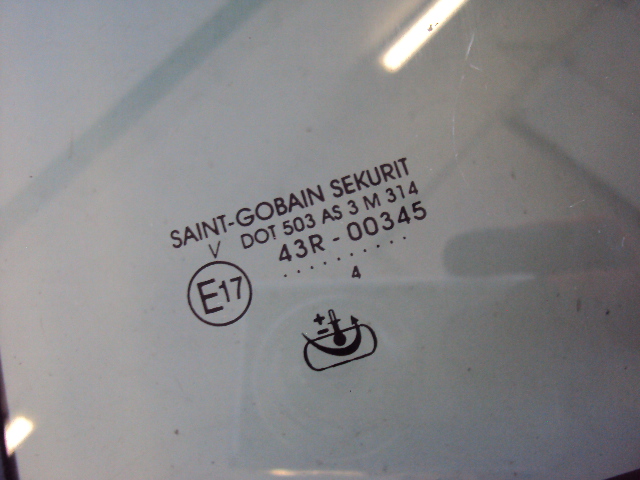 SAINT-GOBAIN SEKURIT
V DOT 503 AS 3 M 314
43R - 00345
..........
E17 4